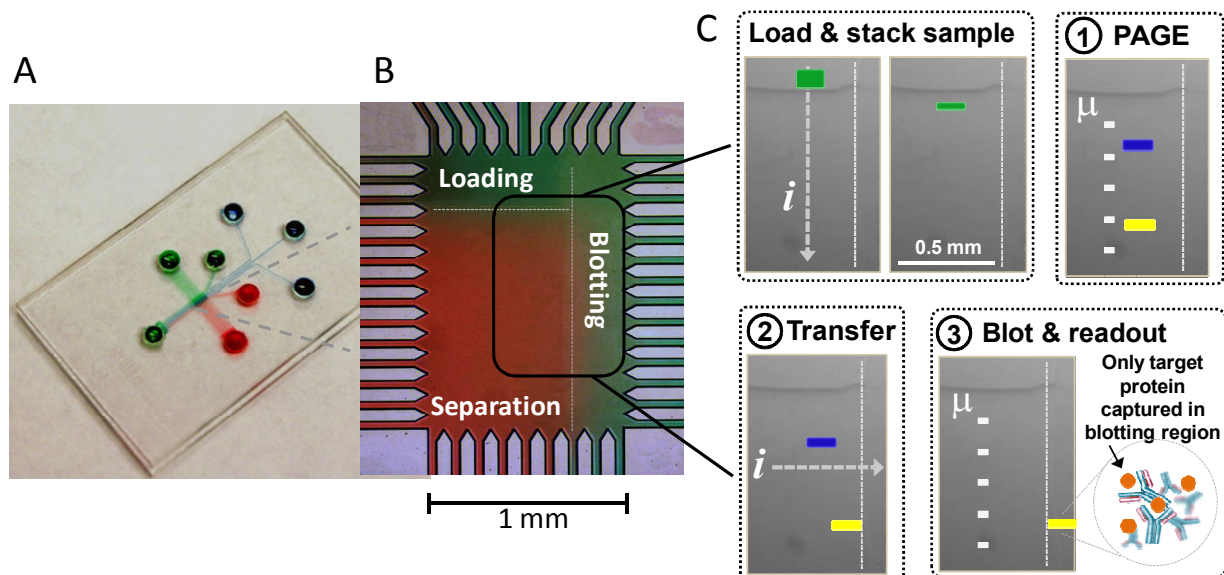 A
B
Loading
Blotting
Separation
1 mm
C
Load & stack sample
i
0.5 mm
1 PAGE
μ
2 Transfer
i
3 Blot & readout
μ
Only target
protein
captured in
blotting region